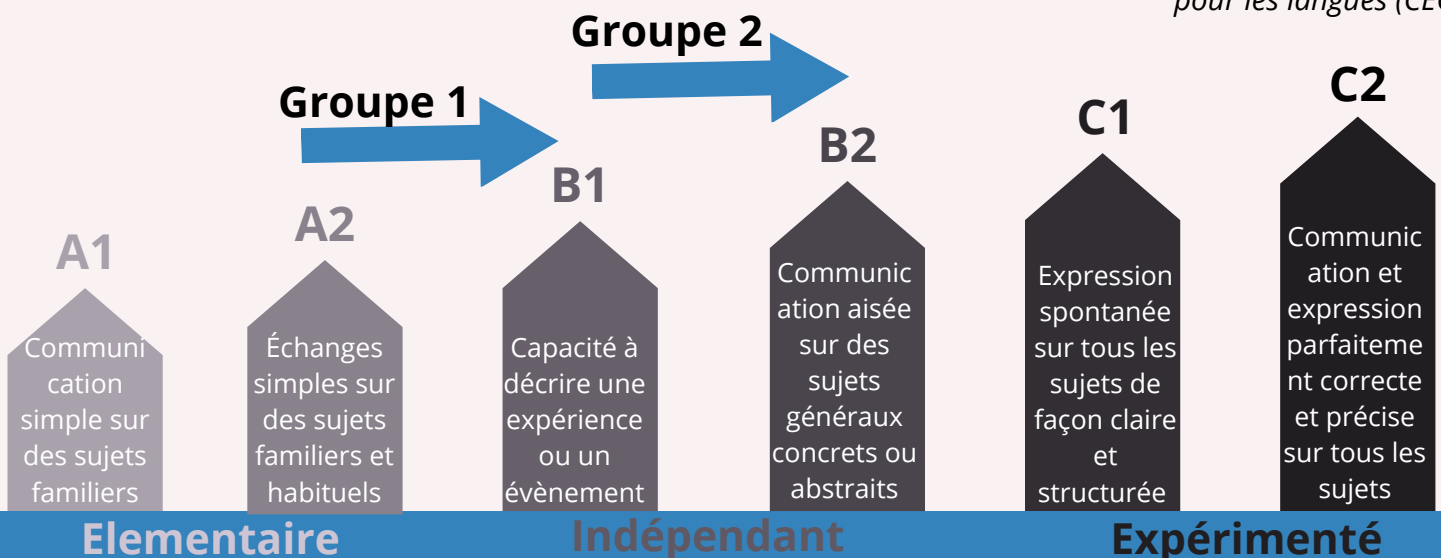 pour les langues (CEC
Groupe 2
Groupe 1
C2
C1
B2
B1
A2
A1
Communi
cation
simple sur
des sujets
familiers
Échanges
simples sur
des sujets
familiers et
habituels
Capacité à
décrire une
expérience
ou un
évènement
Communic
ation aisée
sur des
sujets
généraux
concrets ou
abstraits
Expression
spontanée
sur tous les
sujets de
façon claire
et
structurée
Communic
ation et
expression
parfaiteme
nt correcte
et précise
sur tous les
sujets
Elementaire
Indépendant
Expérimenté